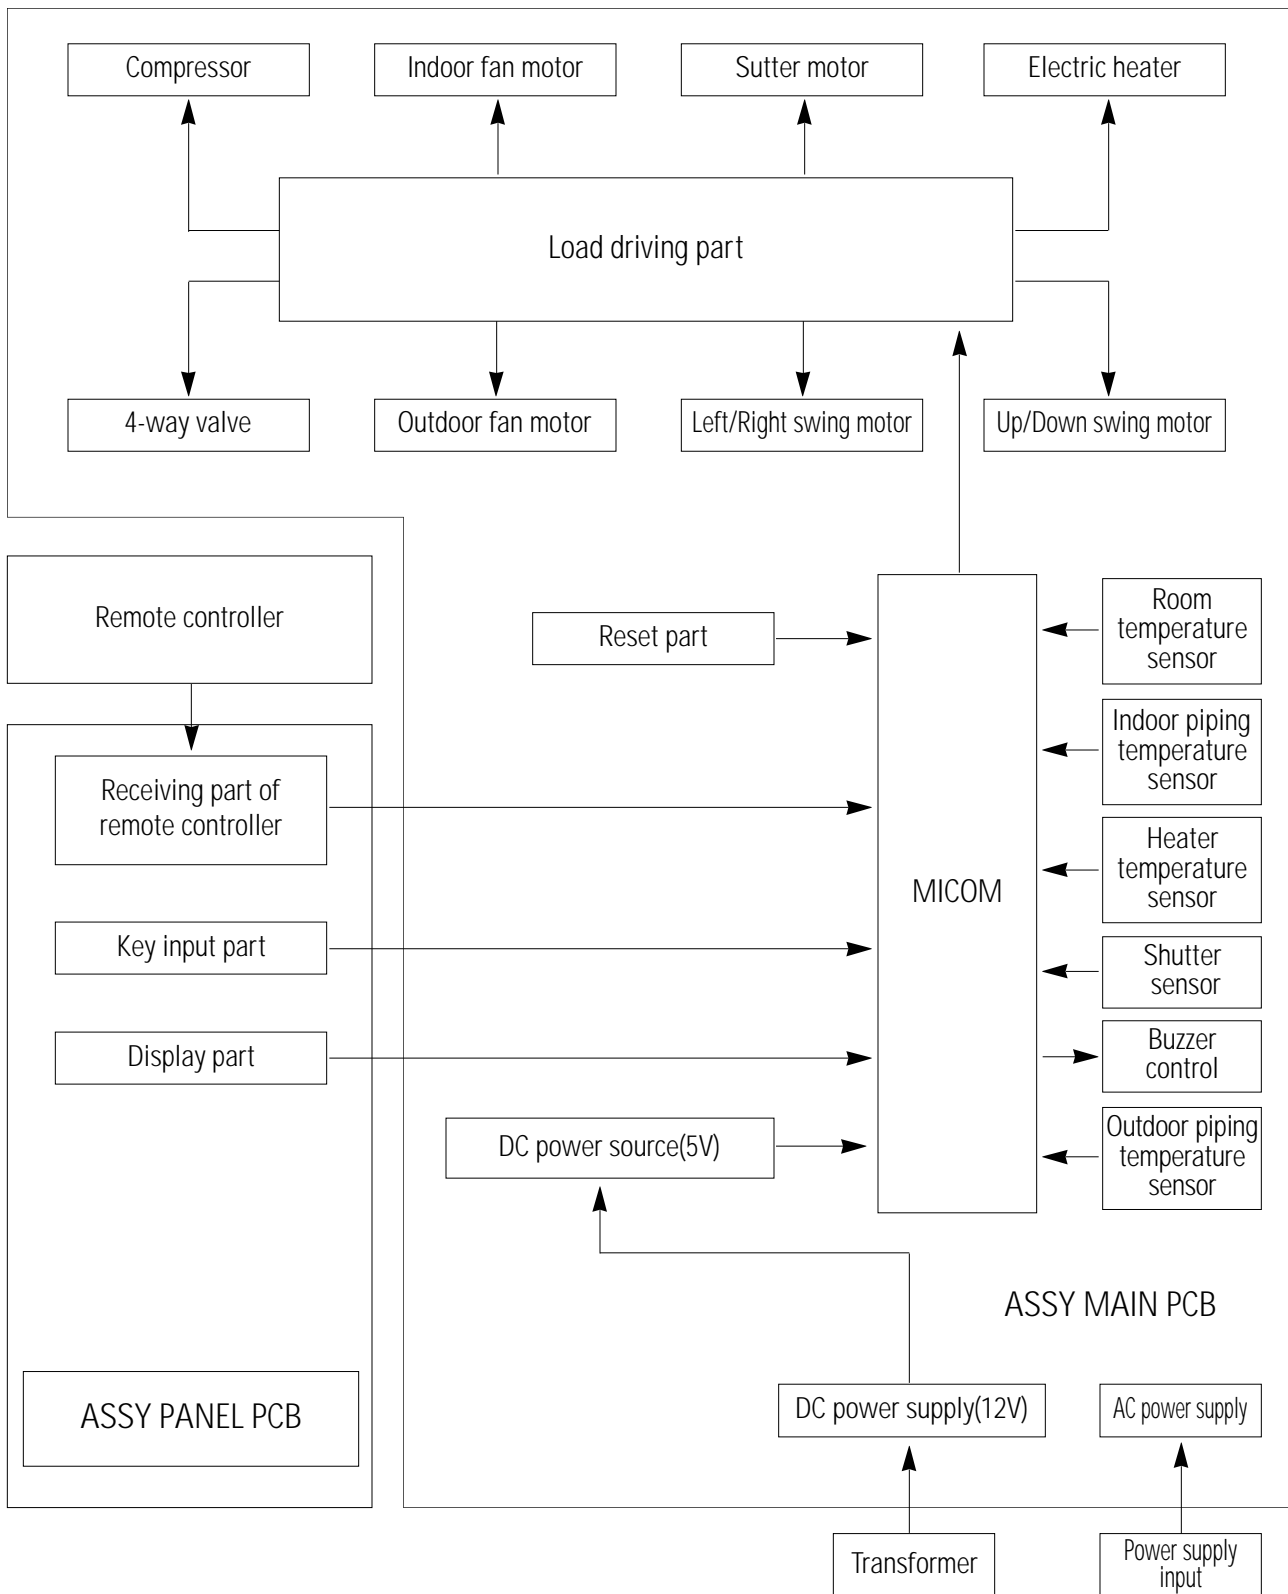 Compressor
Indoor fan motor
Sutter motor
Electric heater
Load driving part
4-way valve
Outdoor fan motor
Left/Right swing motor
Up/Down swing motor
Remote controller
Receiving part of
remote controller
Key input part
Display part
ASSY PANEL PCB
Reset part
DC power source(5V)
MICOM
Room
temperature
sensor
Indoor piping
temperature
sensor
Heater
temperature
sensor
Shutter
sensor
Buzzer
control
Outdoor piping
temperature
sensor
ASSY MAIN PCB
DC power supply(12V)
AC power supply
Transformer
Power supply
input